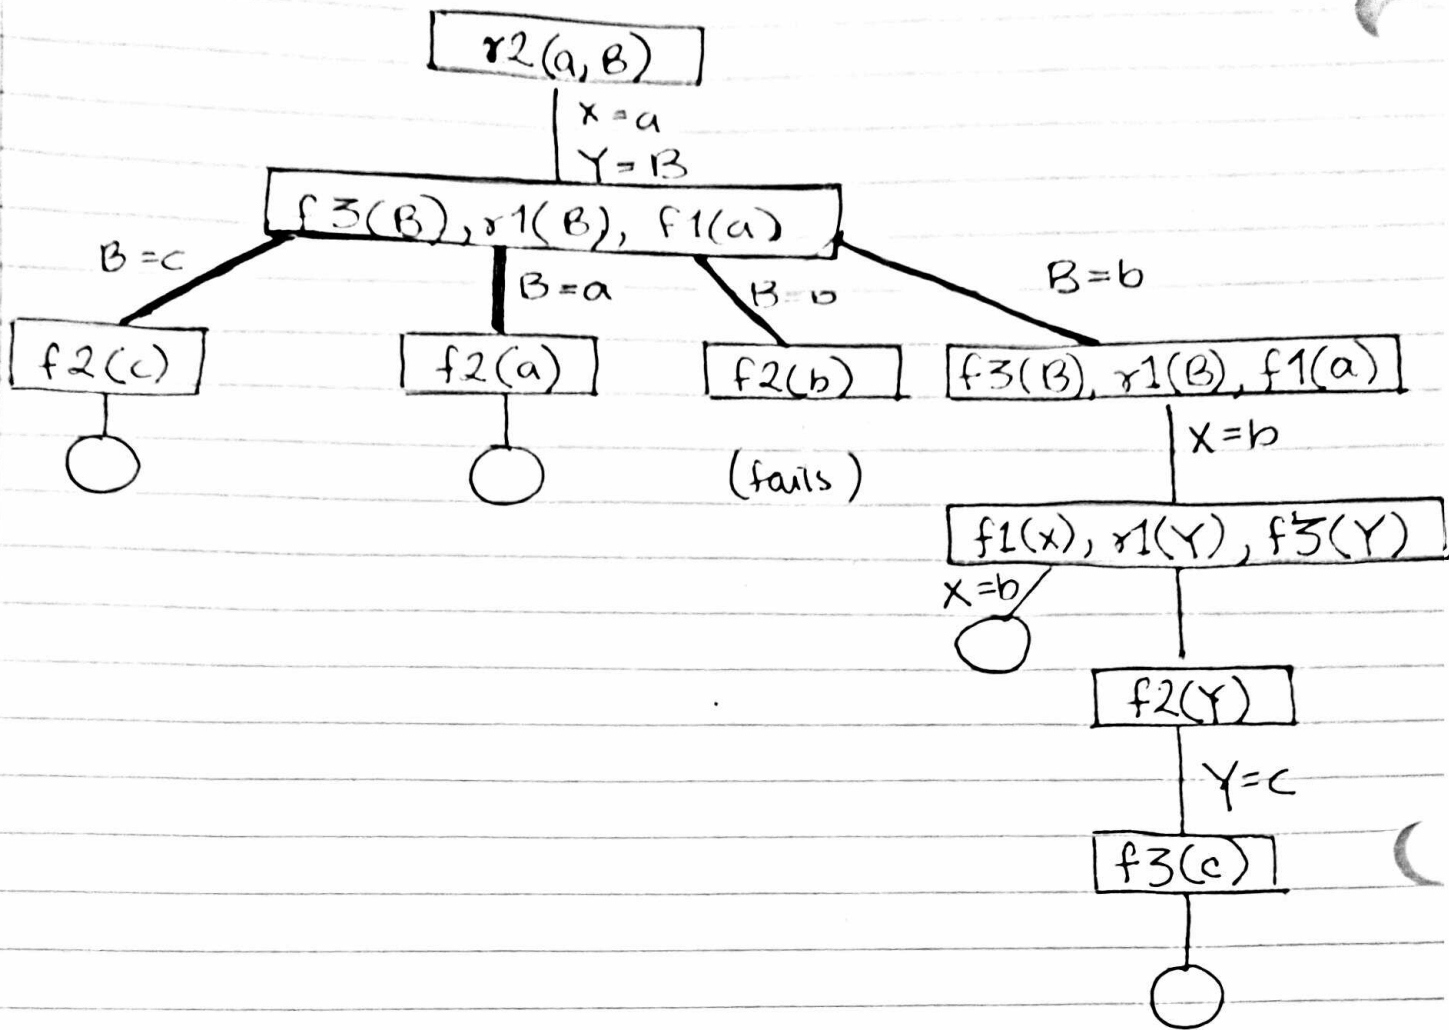 r2(a, B)
X = a
Y = B
f3(B), r1(B), f1(a)
B = c
B = a
B = b
B = b
f2(c)
f2(a)
f2(b)
f3(B), r1(B), f1(a)
X = b
(fails)
f1(x), r1(Y), f3(Y)
X = b
f2(Y)
Y = c
f3(c)